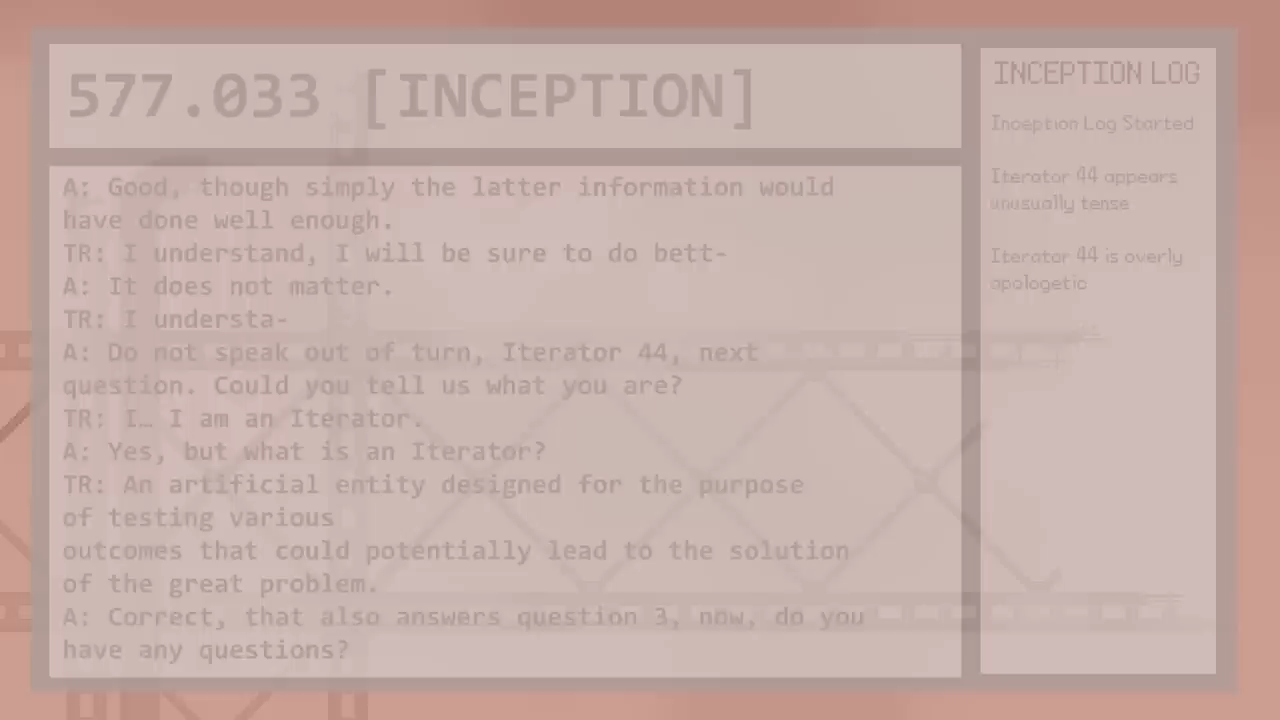 577.033 [INCEPTION]
A: Good, though simply the latter information would
have done well enough.
TR: I understand, I will be sure to do bett-
A: It does not matter.
TR: I understa-
A: Do not speak out of turn, Iterator 44, next
question. Could you tell us what you are?
TR: I… I am an Iterator.
A: Yes, but what is an Iterator?
TR: An artificial entity designed for the purpose
of testing various
outcomes that could potentially lead to the solution
of the great problem.
A: Correct, that also answers question 3, now, do you
have any questions?
INCEPTION LOG
Inception Log Started
Iterator 44 appears
unusually tense
Iterator 44 is overly
apologetic